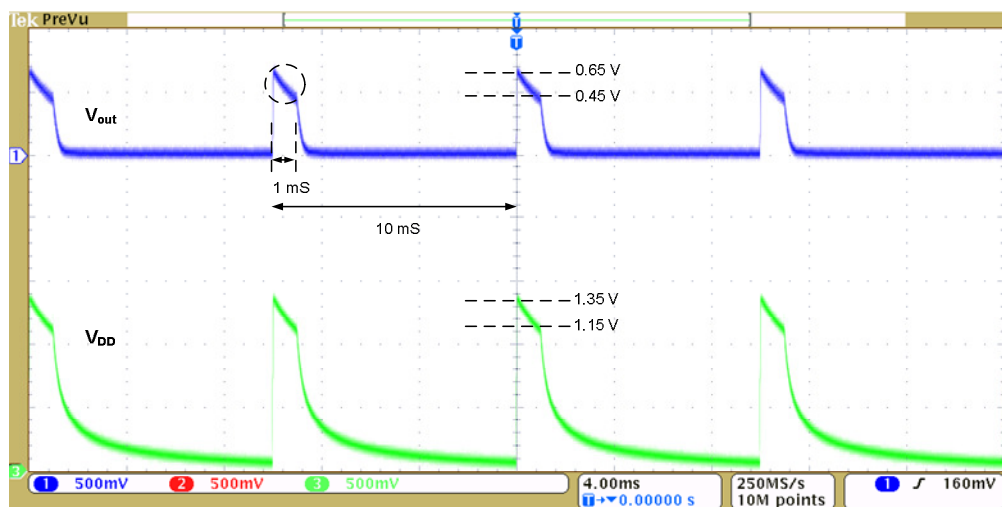 Tek PreVu
T
T
0.65 V
0.45 V
Vout
1
1 mS
10 mS
1.35 V
1.15 V
VDD
3
1 500mV 2 500mV 3 500mV
4.00ms
T→▼0.00000 s
250MS/s
10M points
1 ƒ 160mV